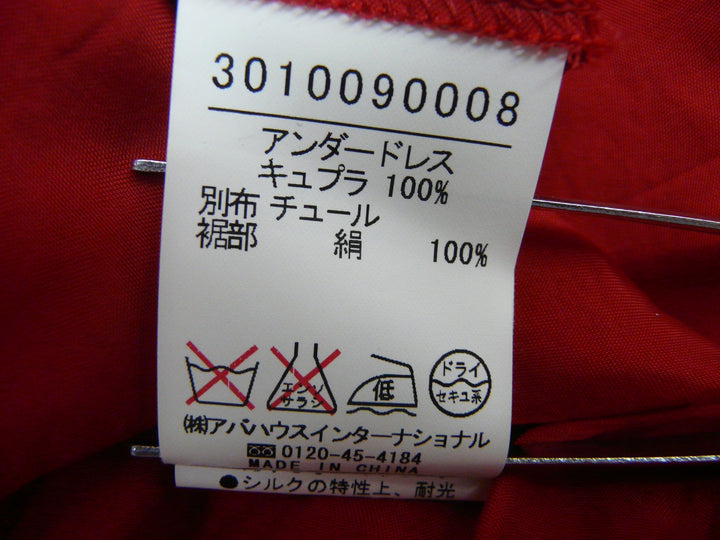 3010090008
アンダードレス
キュプラ 100%
別布 チュール
裾部 絹 100%
エンソ
サラシ
低
ドライ
セキユ系
㈱アバハウスインターナショナル
0120-45-4184
MADE IN CHINA
●シルクの特性上、耐光